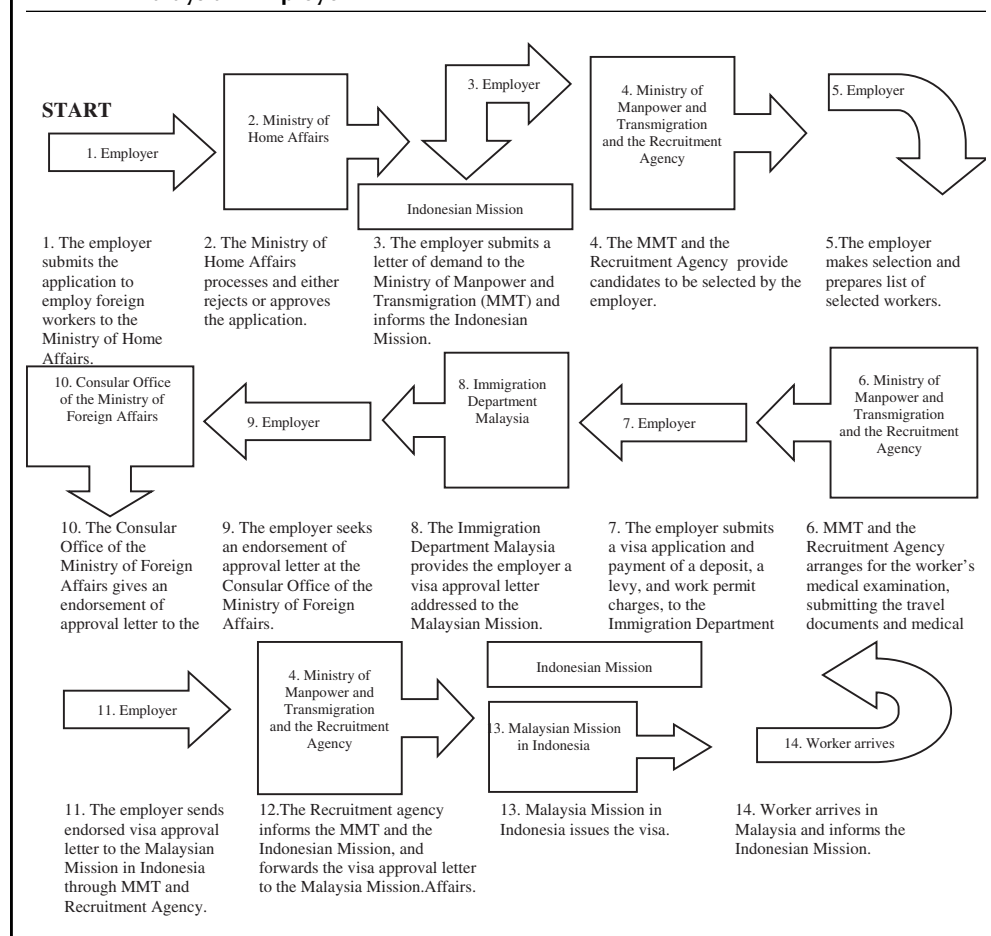 START
1. Employer
2. Ministry of
Home Affairs
3. Employer
Indonesian Mission
4. Ministry of
Manpower and
Transmigration
and the Recruitment
Agency
5. Employer
1. The employer
submits the
application to
employ foreign
workers to the
Ministry of Home
Affairs.
2. The Ministry of
Home Affairs
processes and either
rejects or approves
the application.
3. The employer submits a
letter of demand to the
Ministry of Manpower and
Transmigration (MMT) and
informs the Indonesian
Mission.
4. The MMT and the
Recruitment Agency provide
candidates to be selected by the
employer.
5.The employer
makes selection and
prepares list of
selected workers.
10. Consular Office
of the Ministry of
Foreign Affairs
9. Employer
8. Immigration
Department
Malaysia
7. Employer
6. Ministry of
Manpower and
Transmigration
and the Recruitment
Agency
10. The Consular
Office of the
Ministry of Foreign
Affairs gives an
endorsement of
approval letter to the
9. The employer seeks
an endorsement of
approval letter at the
Consular Office of the
Ministry of Foreign
Affairs.
8. The Immigration
Department Malaysia
provides the employer a
visa approval letter
addressed to the
Malaysian Mission.
7. The employer submits
a visa application and
payment of a deposit, a
levy, and work permit
charges, to the
Immigration Department
6. MMT and the
Recruitment Agency
arranges for the worker’s
medical examination,
submitting the travel
documents and medical
11. Employer
4. Ministry of
Manpower and
Transmigration
and the Recruitment
Agency
Indonesian Mission
13. Malaysian Mission
in Indonesia
14. Worker arrives
11. The employer sends
endorsed visa approval
letter to the Malaysian
Mission in Indonesia
through MMT and
Recruitment Agency.
12.The Recruitment agency
informs the MMT and the
Indonesian Mission, and
forwards the visa approval letter
to the Malaysia Mission.Affairs.
13. Malaysia Mission in
Indonesia issues the visa.
14. Worker arrives in
Malaysia and informs the
Indonesian Mission.